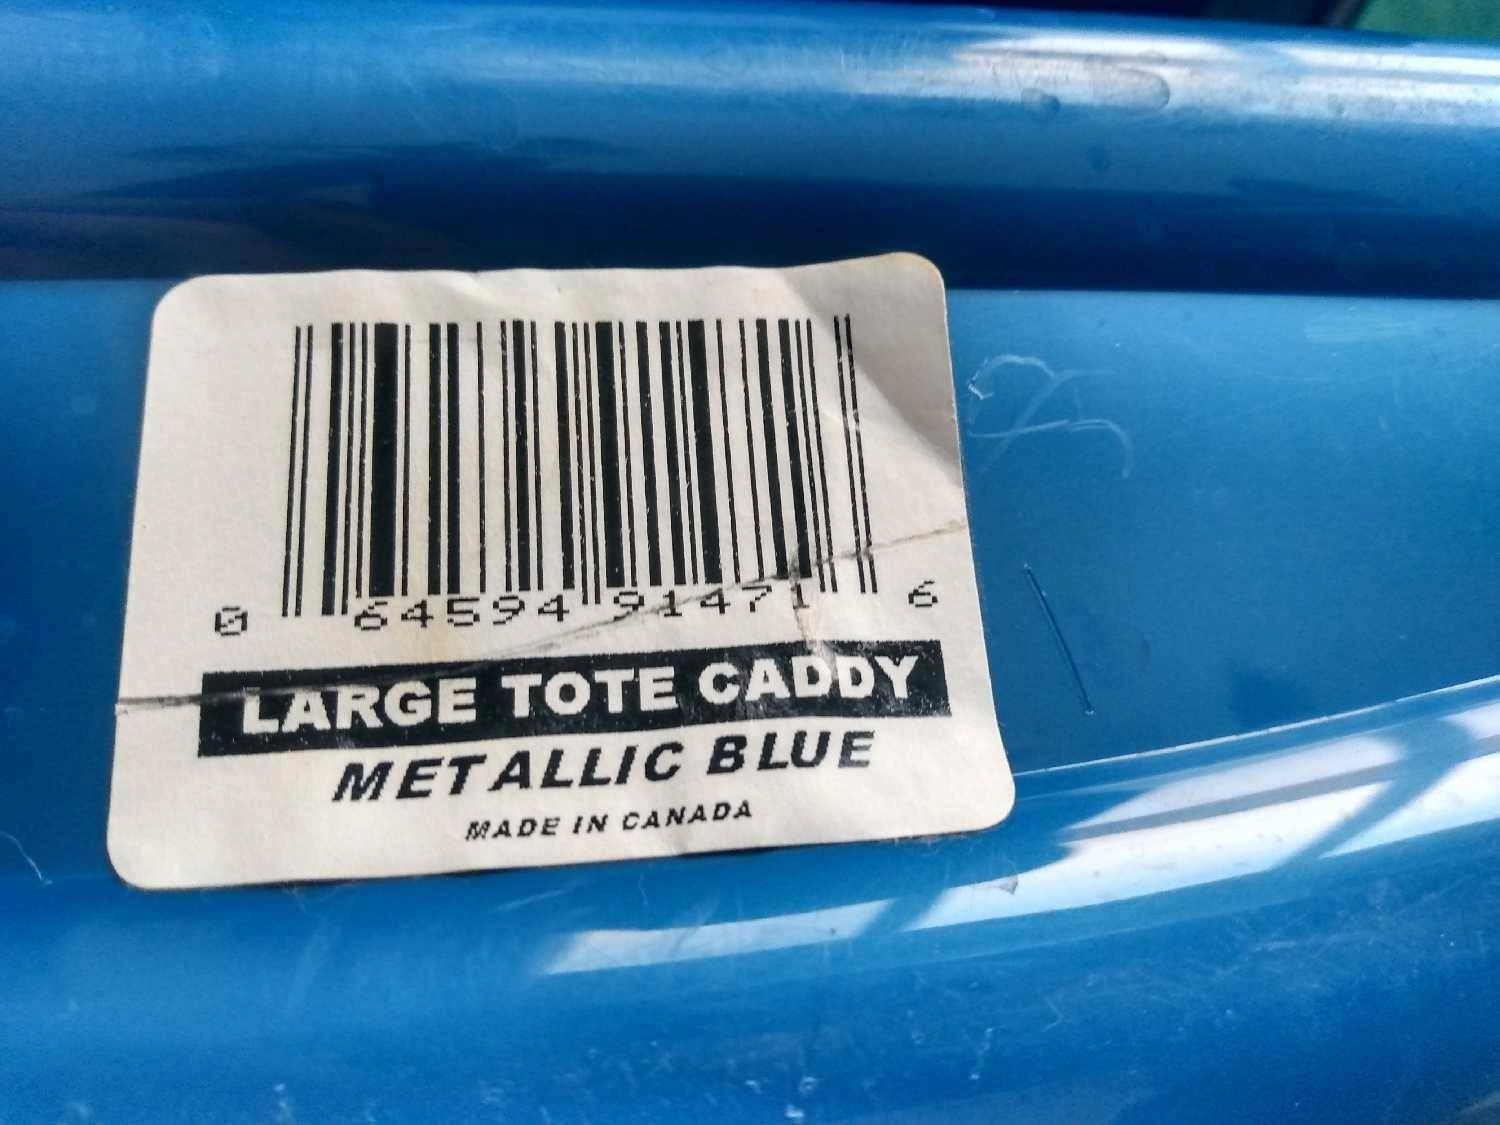 0 64594 91471 6
LARGE TOTE CADDY
METALLIC BLUE
MADE IN CANADA